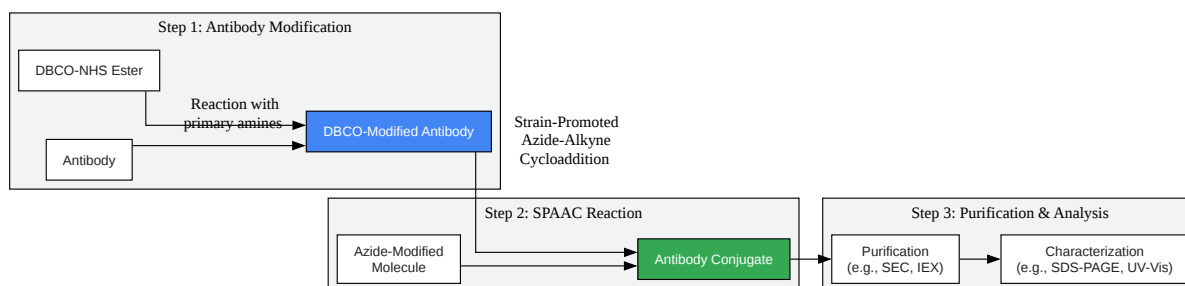 Step 1: Antibody Modification
DBCO-NHS Ester
Reaction with
primary amines
DBCO-Modified Antibody
Antibody
Strain-Promoted
Azide-Alkyne
Cycloaddition
Step 2: SPAAC Reaction
Azide-Modified
Molecule
Antibody Conjugate
Step 3: Purification & Analysis
Purification
(e.g., SEC, IEX)
Characterization
(e.g., SDS-PAGE, UV-Vis)